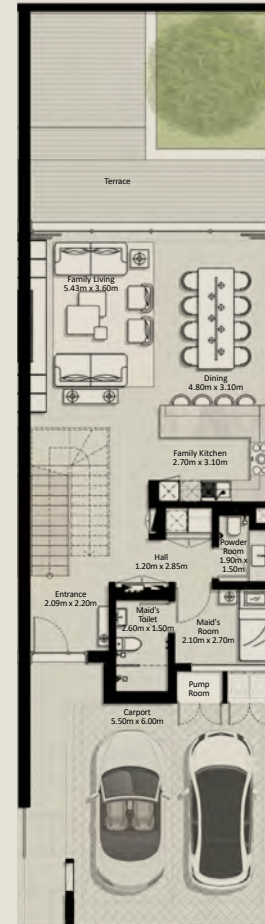 Terrace
Family Living
5.43m x 3.60m
Dining
4.80m x 3.10m
Family Kitchen
2.70m x 3.10m
Powder
Room
1.90m x
1.50m
Hall
1.20m x 2.85m
Entrance
2.09m x 2.20m
Maid's
Toilet
2.60m x 1.50m
Maid's
Room
2.10m x 2.70m
Pump
Room
Carport
5.50m x 6.00m